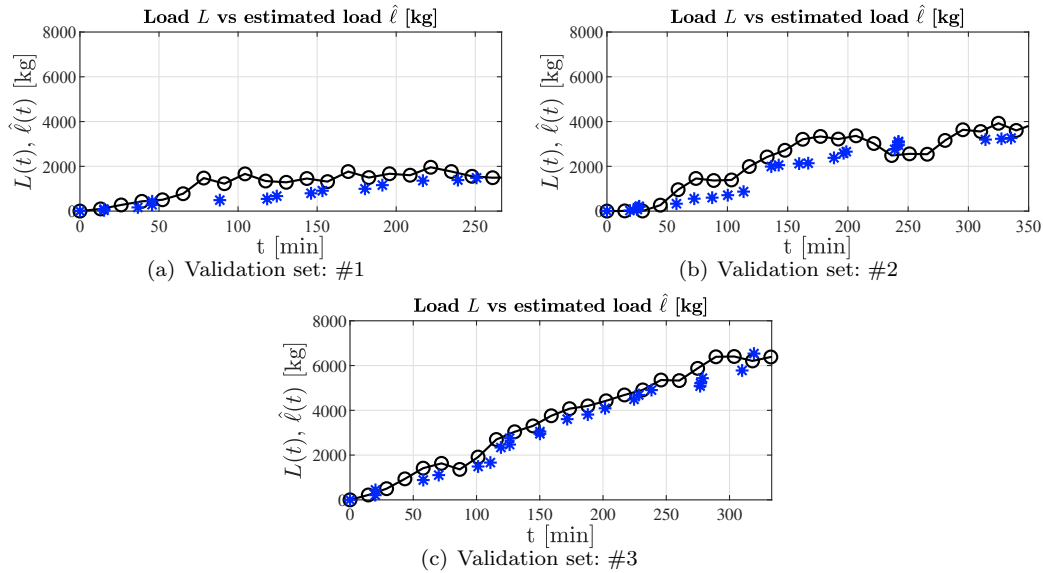 Load L vs estimated load ℓ̂ [kg]
8000
6000
4000
2000
0
L(t), ℓ̂(t) [kg]
0 50 100 150 200 250
t [min]
(a) Validation set: #1
Load L vs estimated load ℓ̂ [kg]
8000
6000
4000
2000
0
L(t), ℓ̂(t) [kg]
0 50 100 150 200 250 300 350
t [min]
(b) Validation set: #2
Load L vs estimated load ℓ̂ [kg]
8000
6000
4000
2000
0
L(t), ℓ̂(t) [kg]
0 50 100 150 200 250 300
t [min]
(c) Validation set: #3